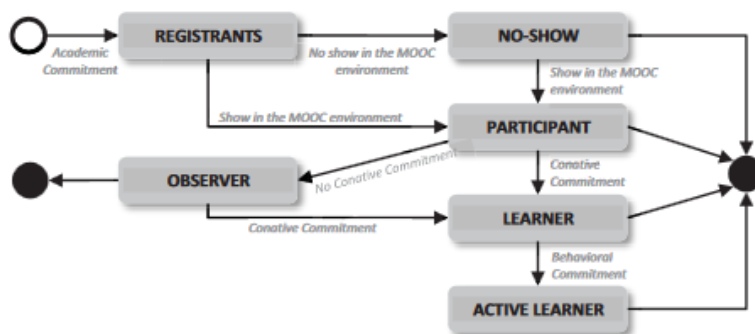 REGISTRANTS
NO-SHOW
Academic
Commitment
No show in the MOOC
environment
Show in the MOOC
environment
Show in the MOOC environment
PARTICIPANT
No Conative Commitment
OBSERVER
Conative
Commitment
Conative Commitment
LEARNER
Behavioral
Commitment
ACTIVE LEARNER